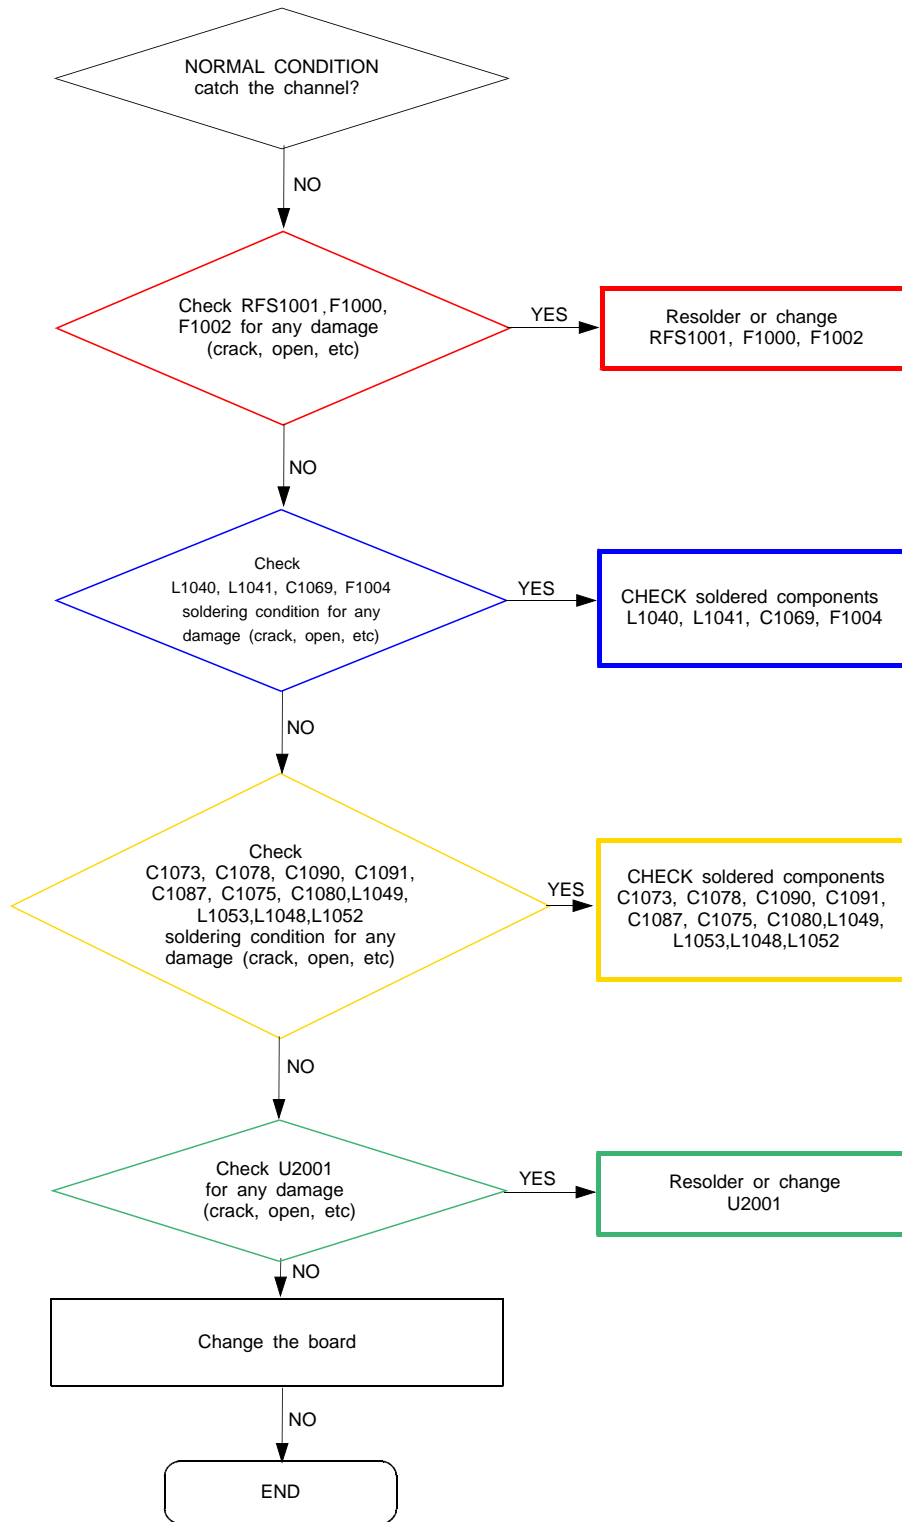 NORMAL CONDITION
catch the channel?
NO
Check RFS1001, F1000,
F1002 for any damage
(crack, open, etc)
YES
Resolder or change
RFS1001, F1000, F1002
NO
Check
L1040, L1041, C1069, F1004
soldering condition for any
damage (crack, open, etc)
YES
CHECK soldered components
L1040, L1041, C1069, F1004
NO
Check
C1073, C1078, C1090, C1091,
C1087, C1075, C1080,L1049,
L1053,L1048,L1052
soldering condition for any
damage (crack, open, etc)
YES
CHECK soldered components
C1073, C1078, C1090, C1091,
C1087, C1075, C1080,L1049,
L1053,L1048,L1052
NO
Check U2001
for any damage
(crack, open, etc)
YES
Resolder or change
U2001
NO
Change the board
NO
END